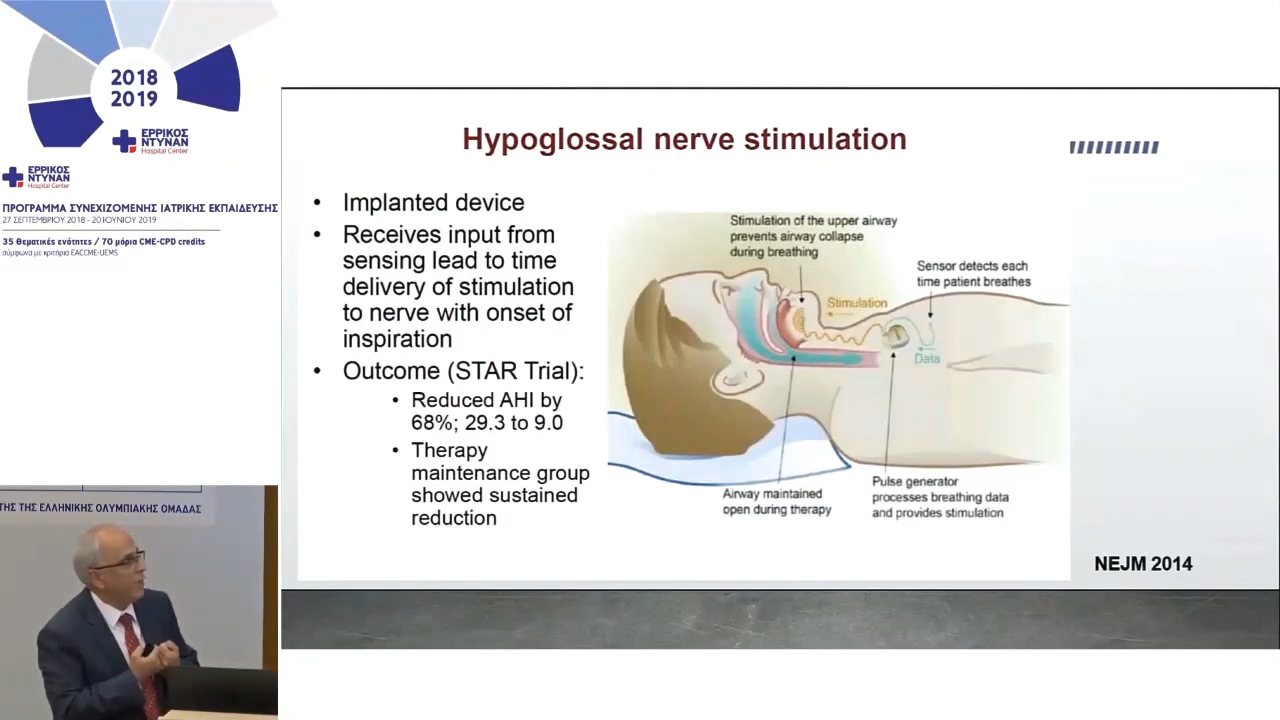 2018
2019
ΕΡΡΙΚΟΣ
ΝΤΥΝΑΝ
Hospital Center
ΕΡΡΙΚΟΣ
ΝΤΥΝΑΝ
Hospital Center
ΠΡΟΓΡΑΜΜΑ ΣΥΝΕΧΙΖΟΜΕΝΗΣ ΙΑΤΡΙΚΗΣ ΕΚΠΑΙΔΕΥΣΗΣ
27 ΣΕΠΤΕΜΒΡΙΟΥ 2018 - 20 ΙΟΥΝΙΟΥ 2019
35 Θεματικές ενότητες / 70 μόρια CME-CPD credits
σύμφωνα με κριτήρια EACCME-UEMS
ΤΗΣ ΤΗΣ ΕΛΛΗΝΙΚΗΣ ΟΛΥΜΠΙΑΚΗΣ ΟΜΑΔΑΣ
Hypoglossal nerve stimulation
• Implanted device
• Receives input from
sensing lead to time
delivery of stimulation
to nerve with onset of
inspiration
• Outcome (STAR Trial):
• Reduced AHI by
68%; 29.3 to 9.0
• Therapy
maintenance group
showed sustained
reduction
Stimulation of the upper airway
prevents airway collapse
during breathing
Sensor detects each
time patient breathes
Stimulation
Data
Airway maintained
open during therapy
Pulse generator
processes breathing data
and provides stimulation
NEJM 2014